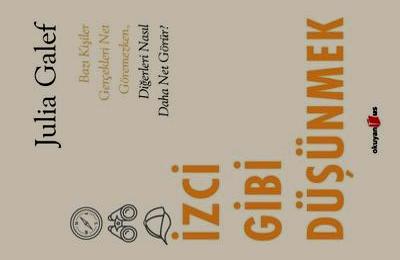 Julia Galef
Bazı Kişiler
Gerçekleri Net
Göremezken,
Diğerleri Nasıl
Daha Net Görür?
İZCİ
GİBİ
DÜŞÜNMEK
okuyan us